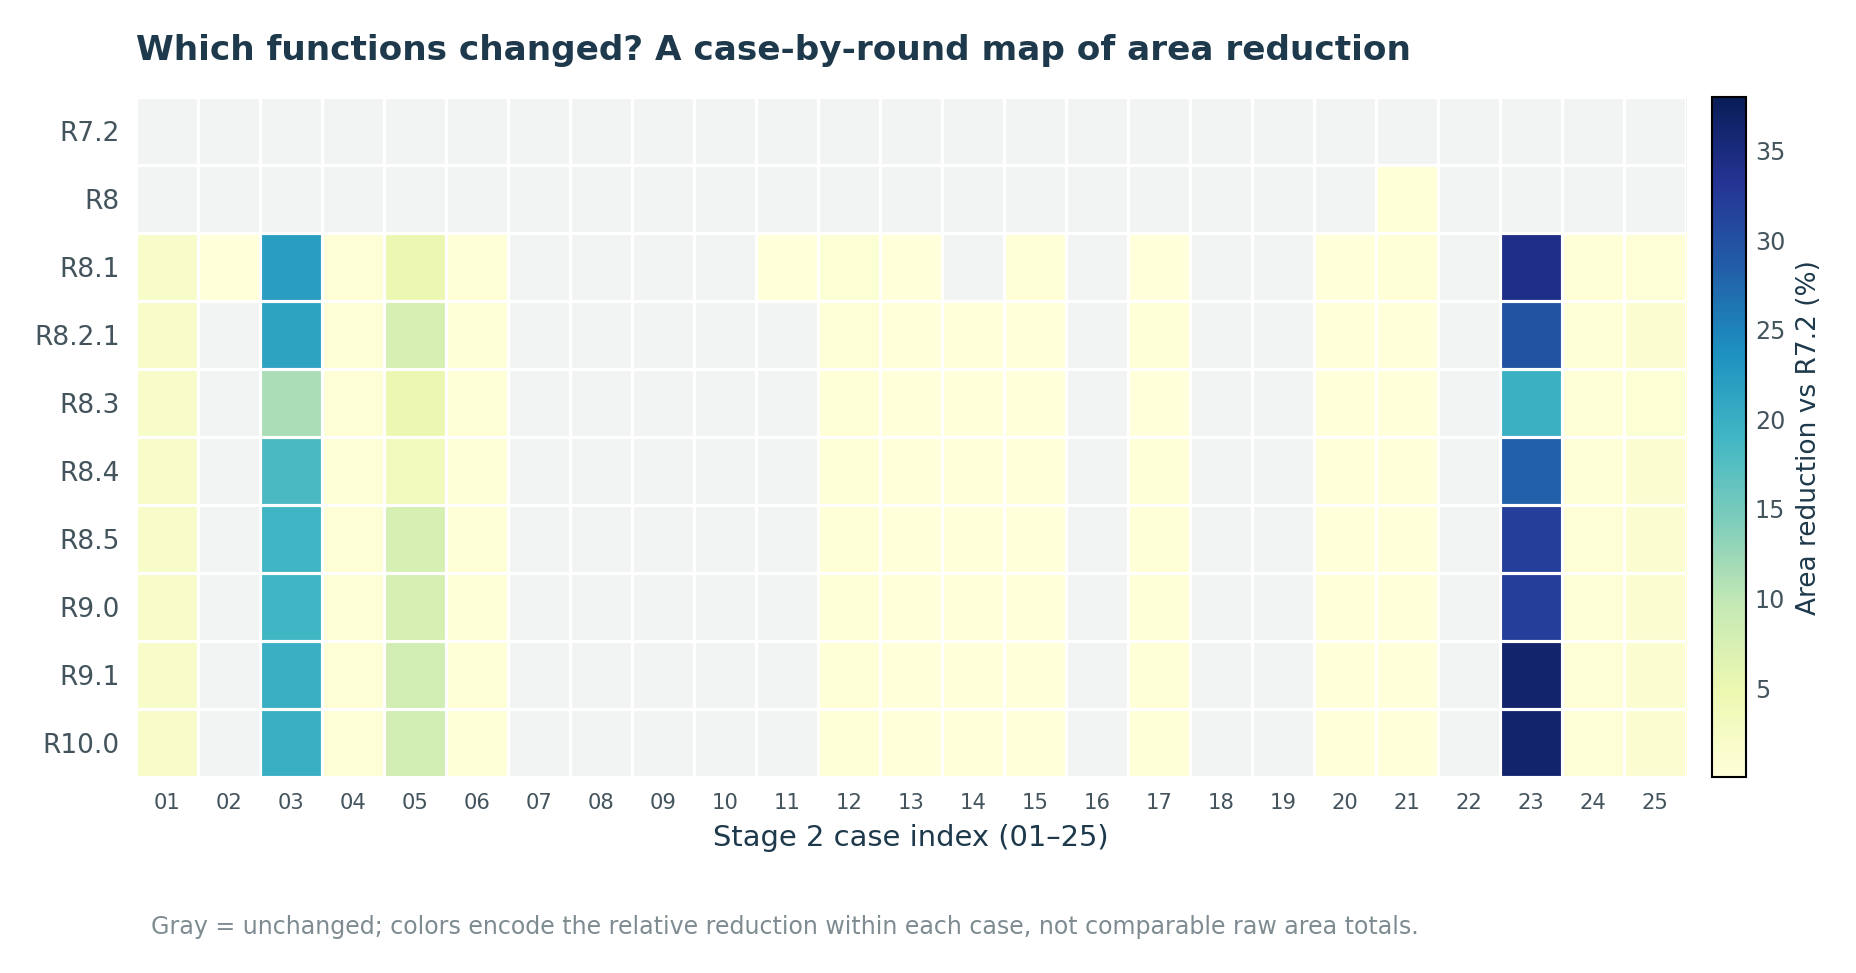 Which functions changed? A case-by-round map of area reduction
R7.2
R8
R8.1
R8.2.1
R8.3
R8.4
R8.5
R9.0
R9.1
R10.0
01 02 03 04 05 06 07 08 09 10 11 12 13 14 15 16 17 18 19 20 21 22 23 24 25
Stage 2 case index (01–25)
35
30
25
20
15
10
5
Area reduction vs R7.2 (%)
Gray = unchanged; colors encode the relative reduction within each case, not comparable raw area totals.